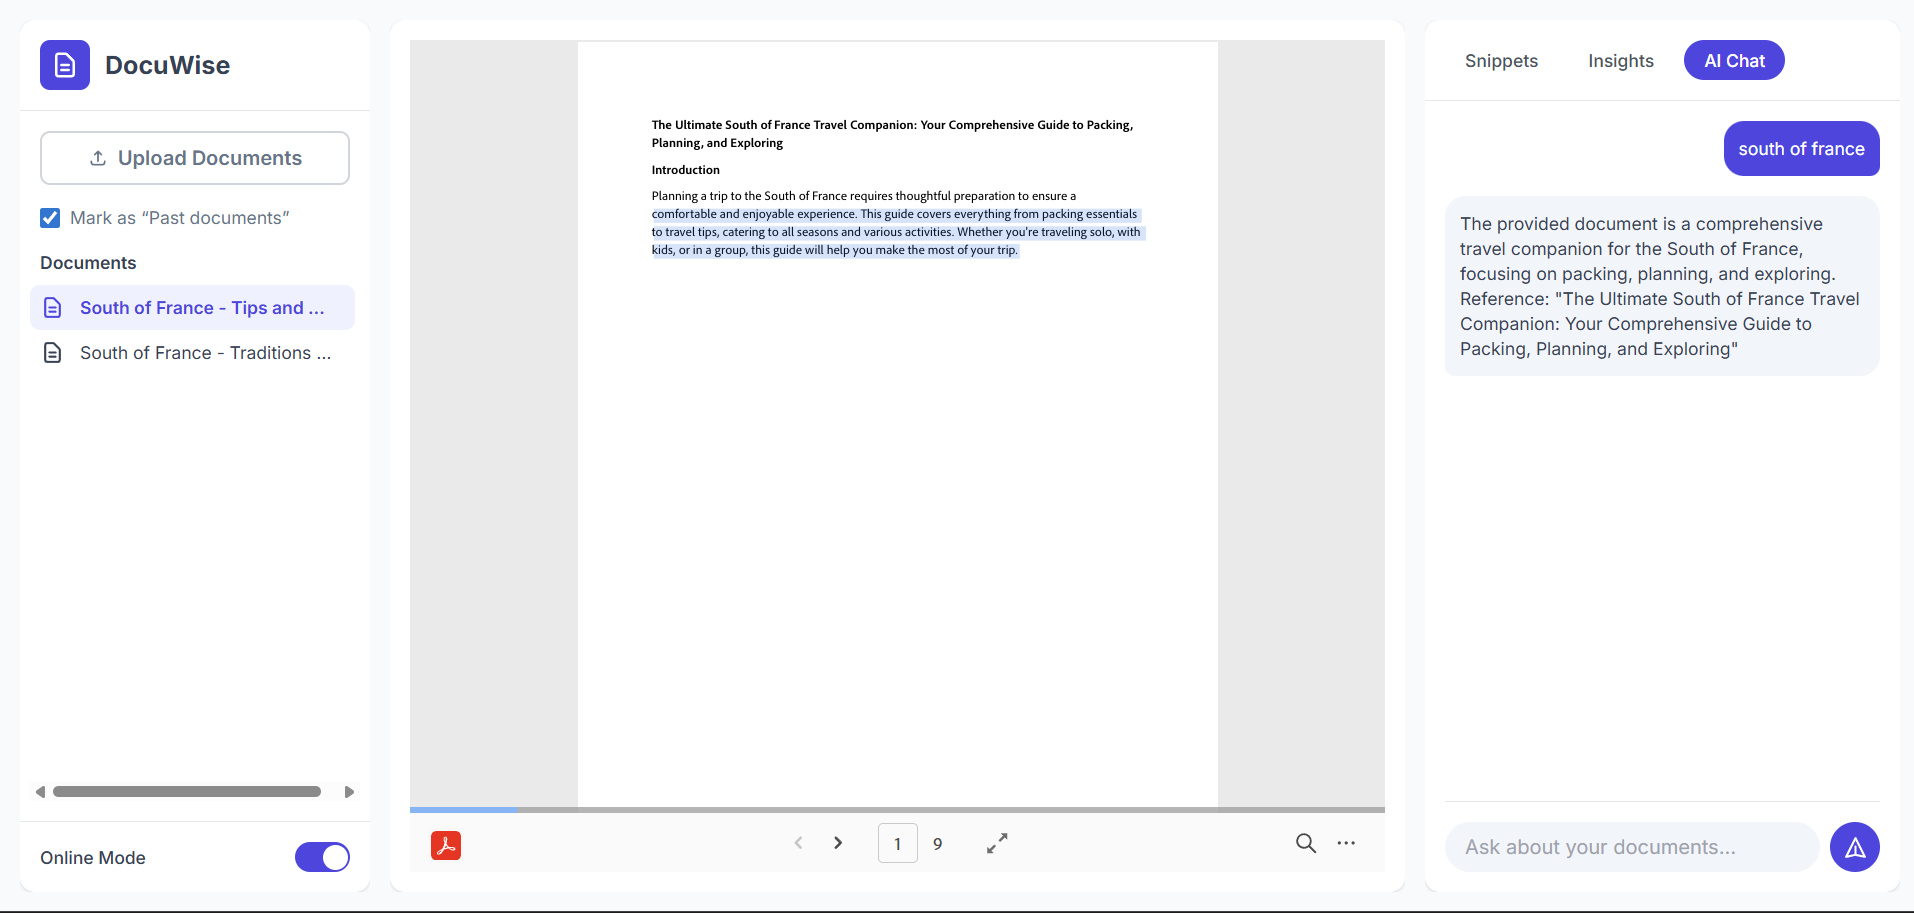 DocuWise
Upload Documents
Mark as “Past documents”
Documents
South of France - Tips and ...
South of France - Traditions ...
Online Mode
The Ultimate South of France Travel Companion: Your Comprehensive Guide to Packing,
Planning, and Exploring
Introduction
Planning a trip to the South of France requires thoughtful preparation to ensure a
comfortable and enjoyable experience. This guide covers everything from packing essentials
to travel tips, catering to all seasons and various activities. Whether you're traveling solo, with
kids, or in a group, this guide will help you make the most of your trip.
1 9
Snippets Insights AI Chat
south of france
The provided document is a comprehensive
travel companion for the South of France,
focusing on packing, planning, and exploring.
Reference: "The Ultimate South of France Travel
Companion: Your Comprehensive Guide to
Packing, Planning, and Exploring"
Ask about your documents...